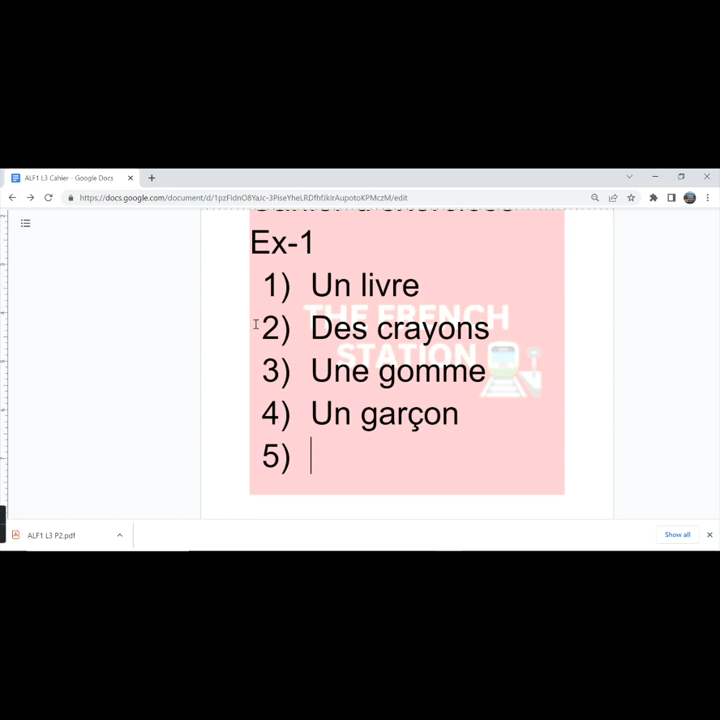 ALF1 L3 Cahier - Google Docs
https://docs.google.com/document/d/1pzFldnO8YaJc-3PiseYheLRDfhfJklrAupotoKPMczM/edit
Ex-1
1) Un livre
THE FRENCH
2) Des crayons
STATION
3) Une gomme
4) Un garçon
5)
ALF1 L3 P2.pdf
Show all